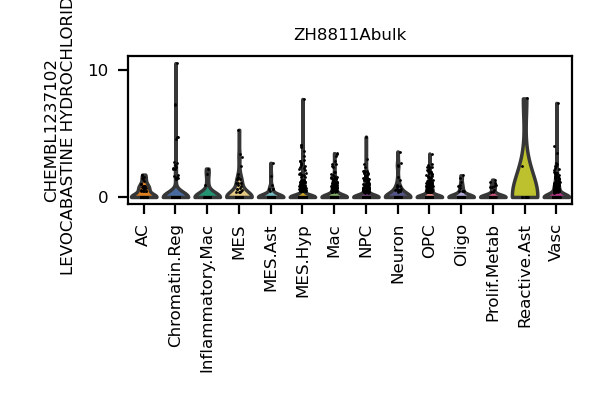 ZH8811Abulk
CHEMBL1237102
LEVOCABASTINE HYDROCHLORID
10
0
AC
Chromatin.Reg
Inflammatory.Mac
MES
MES.Ast
MES.Hyp
Mac
NPC
Neuron
OPC
Oligo
Prolif.Metab
Reactive.Ast
Vasc